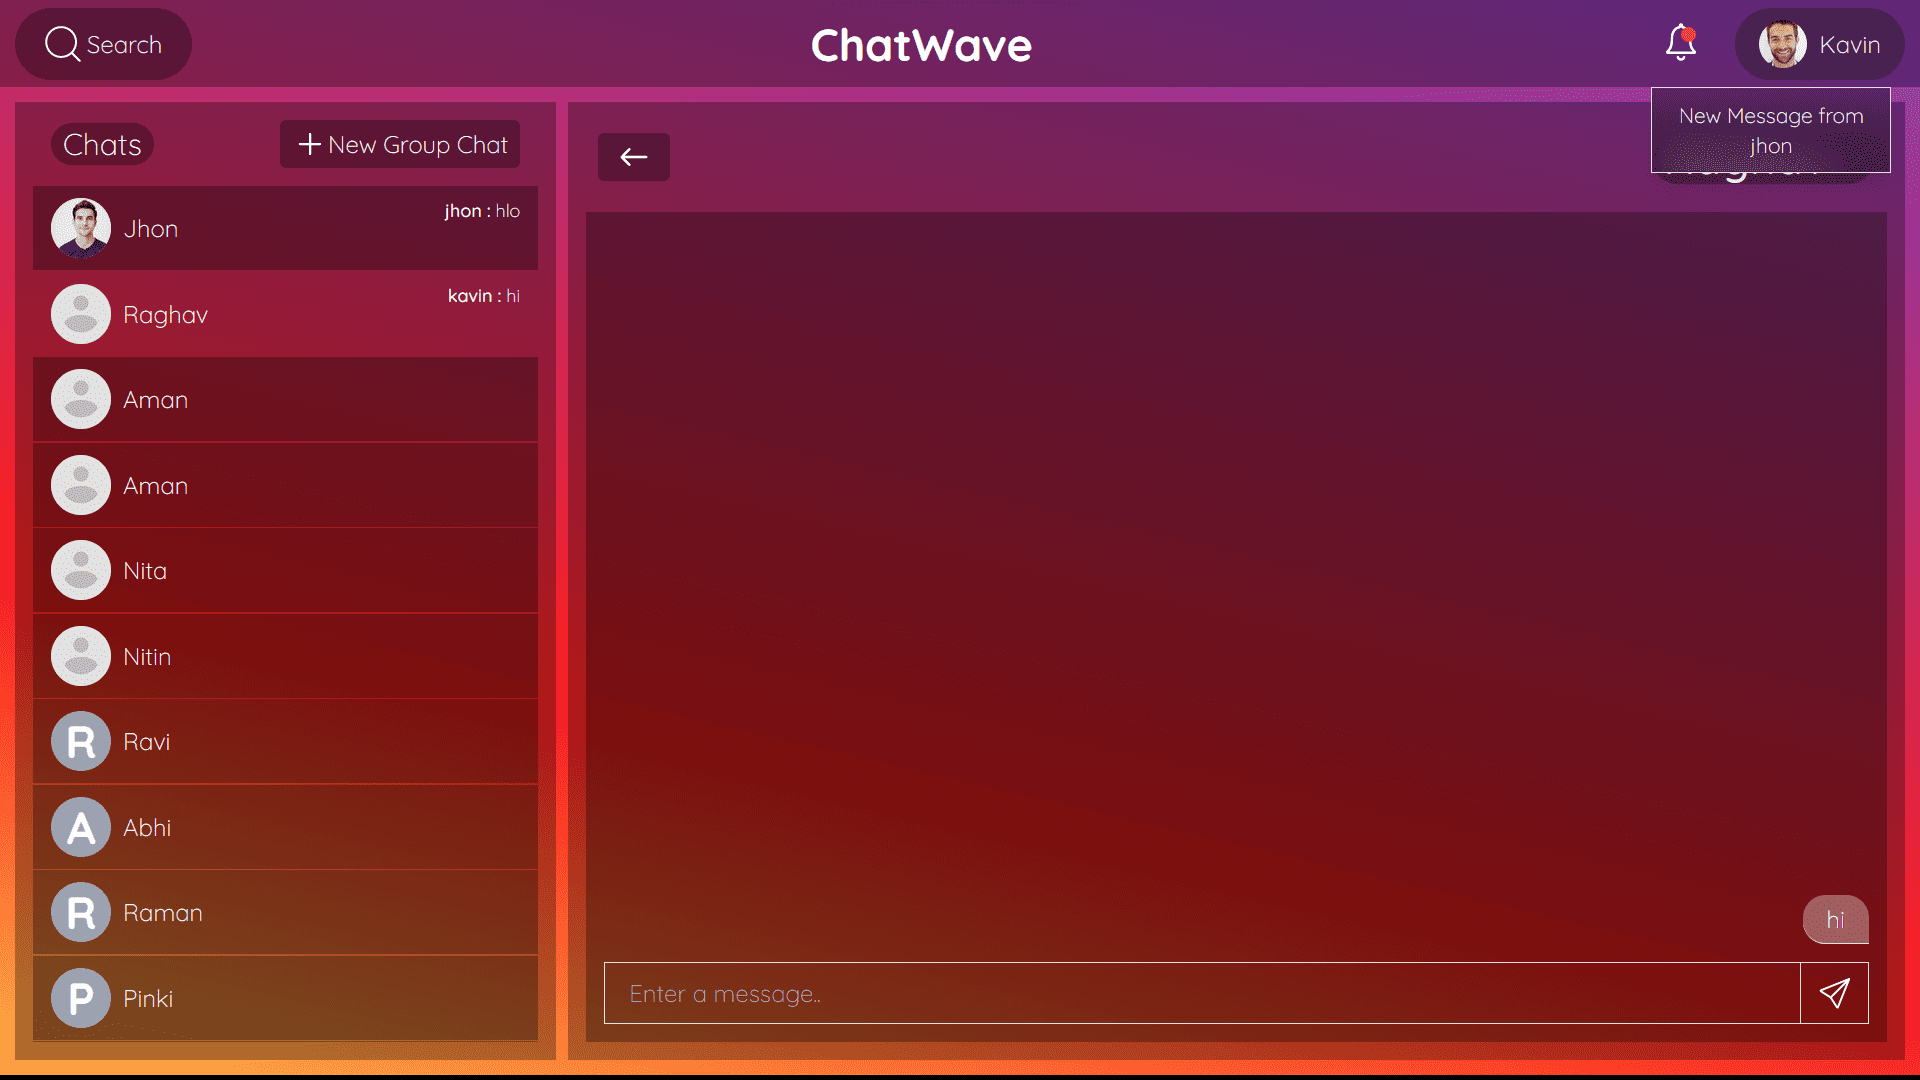 Search
ChatWave
Kavin
New Message from
jhon
Chats
New Group Chat
Jhon
jhon : hlo
Raghav
kavin : hi
Aman
Aman
Nita
Nitin
R
Ravi
A
Abhi
R
Raman
P
Pinki
hi
Enter a message..